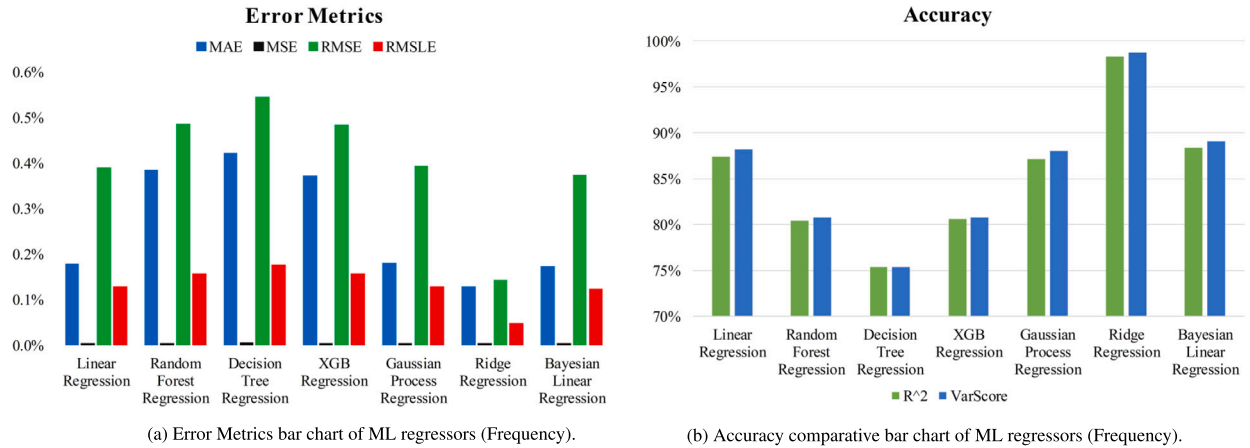 Error Metrics
MAE MSE RMSE RMSLE
0.6%
0.5%
0.4%
0.3%
0.2%
0.1%
0.0%
Linear Regression
Random Forest Regression
Decision Tree Regression
XGB Regression
Gaussian Process Regression
Ridge Regression
Bayesian Linear Regression
(a) Error Metrics bar chart of ML regressors (Frequency).
Accuracy
100%
95%
90%
85%
80%
75%
70%
Linear Regression
Random Forest Regression
Decision Tree Regression
XGB Regression
Gaussian Process Regression
Ridge Regression
Bayesian Linear Regression
R^2 VarScore
(b) Accuracy comparative bar chart of ML regressors (Frequency).